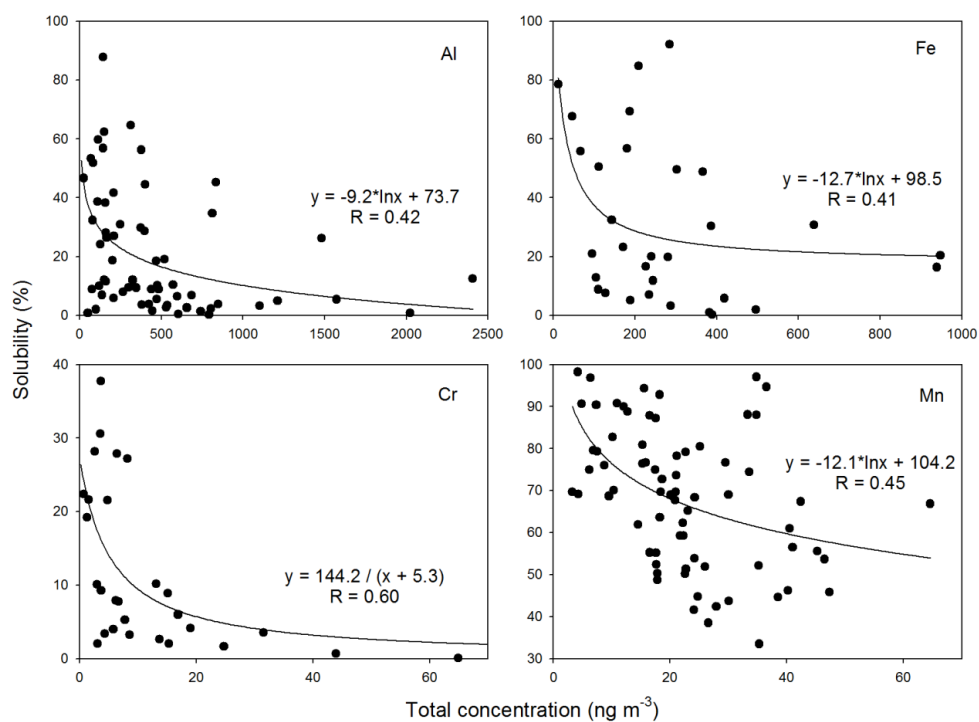 100
80
60
40
20
0
Al
y = -9.2*lnx + 73.7
R = 0.42
0 500 1000 1500 2000 2500
100
80
60
40
20
0
Fe
y = -12.7*lnx + 98.5
R = 0.41
0 200 400 600 800 1000
Solubility (%)
40
30
20
10
0
Cr
y = 144.2 / (x + 5.3)
R = 0.60
0 20 40 60
100
90
80
70
60
50
40
30
Mn
y = -12.1*lnx + 104.2
R = 0.45
0 20 40 60
Total concentration (ng m⁻³)